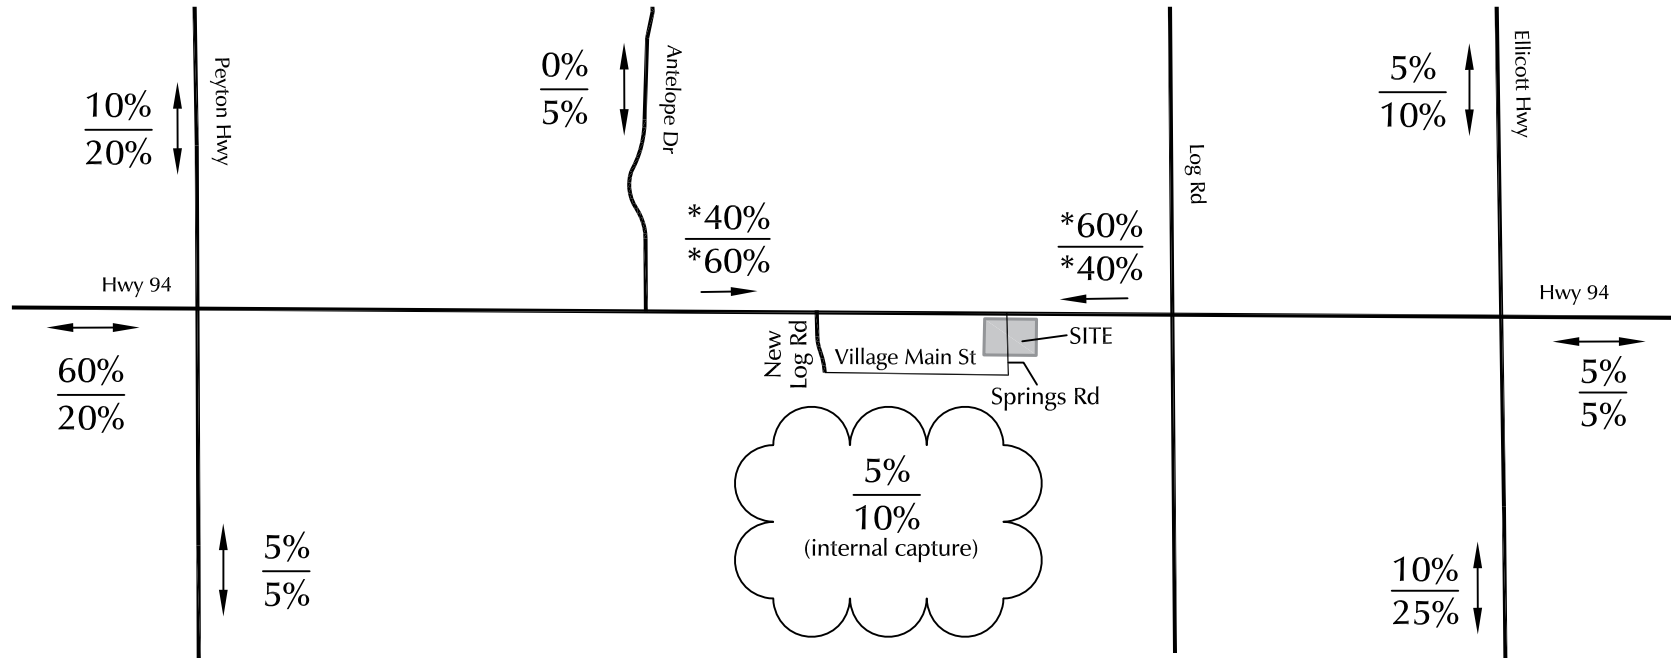 Peyton Hwy
10%
20%
0%
5%
Antelope Dr
5%
10%
Ellicott Hwy
Log Rd
*40%
*60%
*60%
*40%
Hwy 94
Hwy 94
60%
20%
New
Log Rd
Village Main St
SITE
Springs Rd
5%
5%
5%
10%
(internal capture)
5%
5%
10%
25%